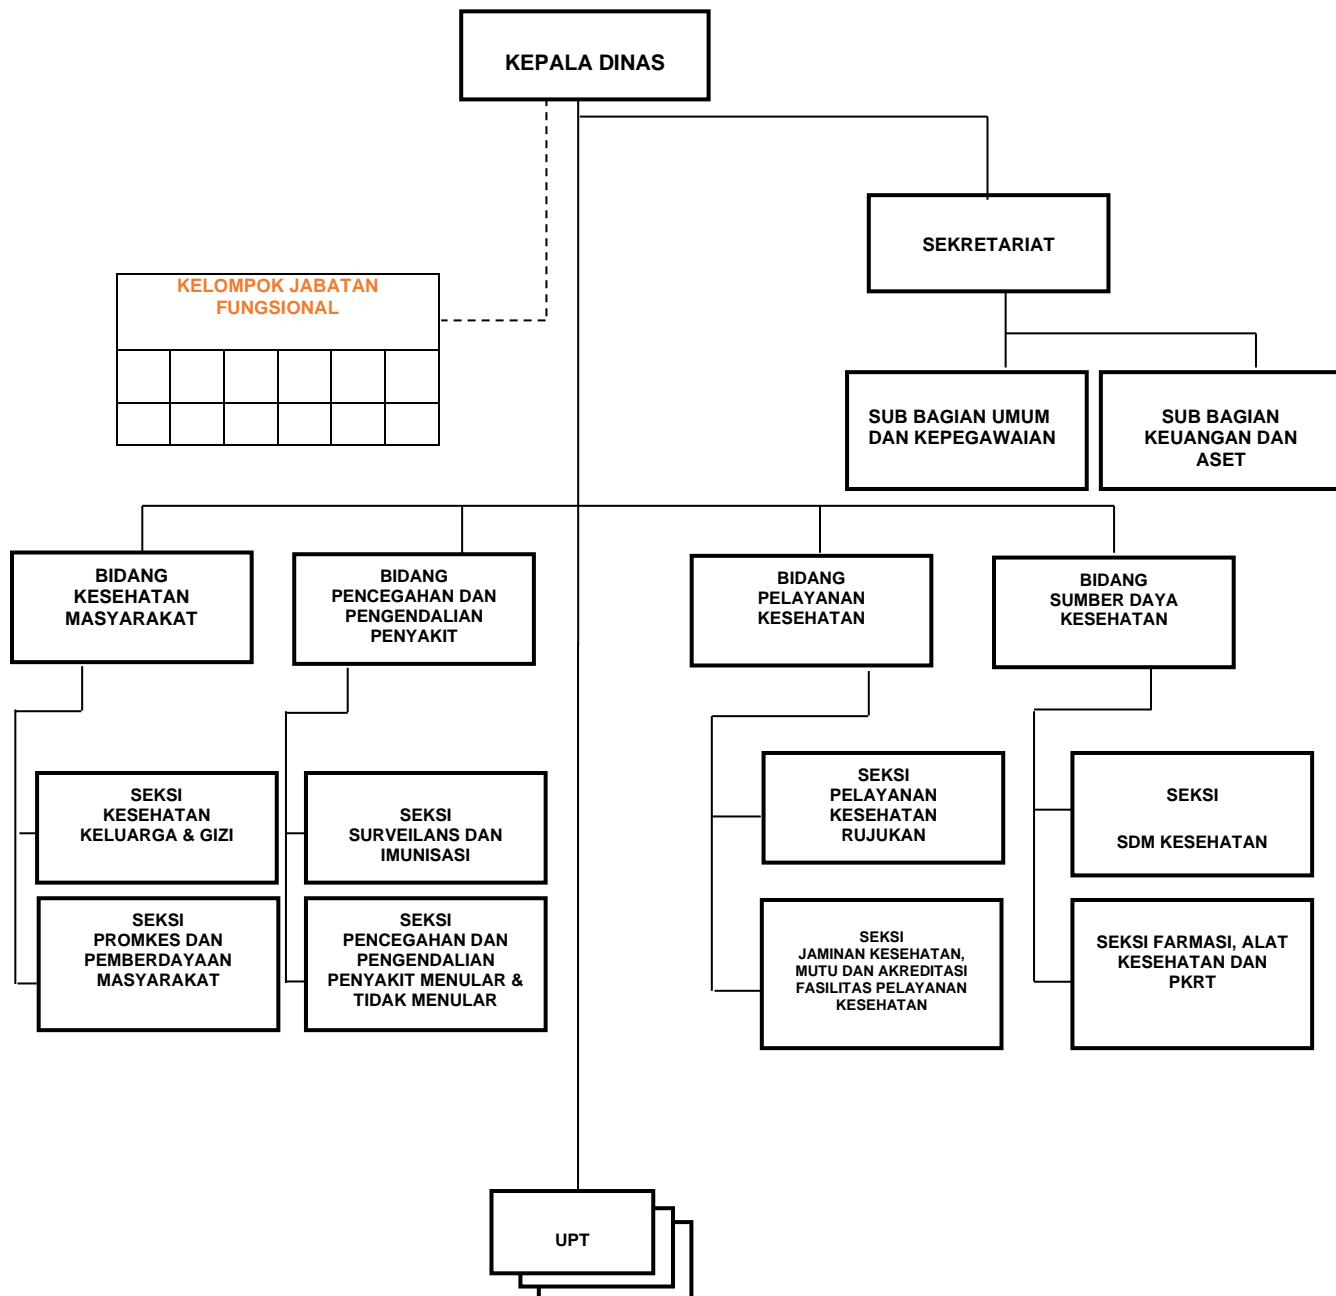 KEPALA DINAS
SEKRETARIAT
KELOMPOK JABATAN
FUNGSIONAL
SUB BAGIAN UMUM
DAN KEPEGAWAIAN
SUB BAGIAN
KEUANGAN DAN
ASET
BIDANG
KESEHATAN
MASYARAKAT
BIDANG
PENCEGAHAN DAN
PENGENDALIAN
PENYAKIT
BIDANG
PELAYANAN
KESEHATAN
BIDANG
SUMBER DAYA
KESEHATAN
SEKSI
KESEHATAN
KELUARGA & GIZI
SEKSI
SURVEILANS DAN
IMUNISASI
SEKSI
PELAYANAN
KESEHATAN
RUJUKAN
SEKSI
SDM KESEHATAN
SEKSI
PROMKES DAN
PEMBERDAYAAN
MASYARAKAT
SEKSI
PENCEGAHAN DAN
PENGENDALIAN
PENYAKIT MENULAR &
TIDAK MENULAR
SEKSI
JAMINAN KESEHATAN,
MUTU DAN AKREDITASI
FASILITAS PELAYANAN
KESEHATAN
SEKSI FARMASI, ALAT
KESEHATAN DAN
PKRT
UPT